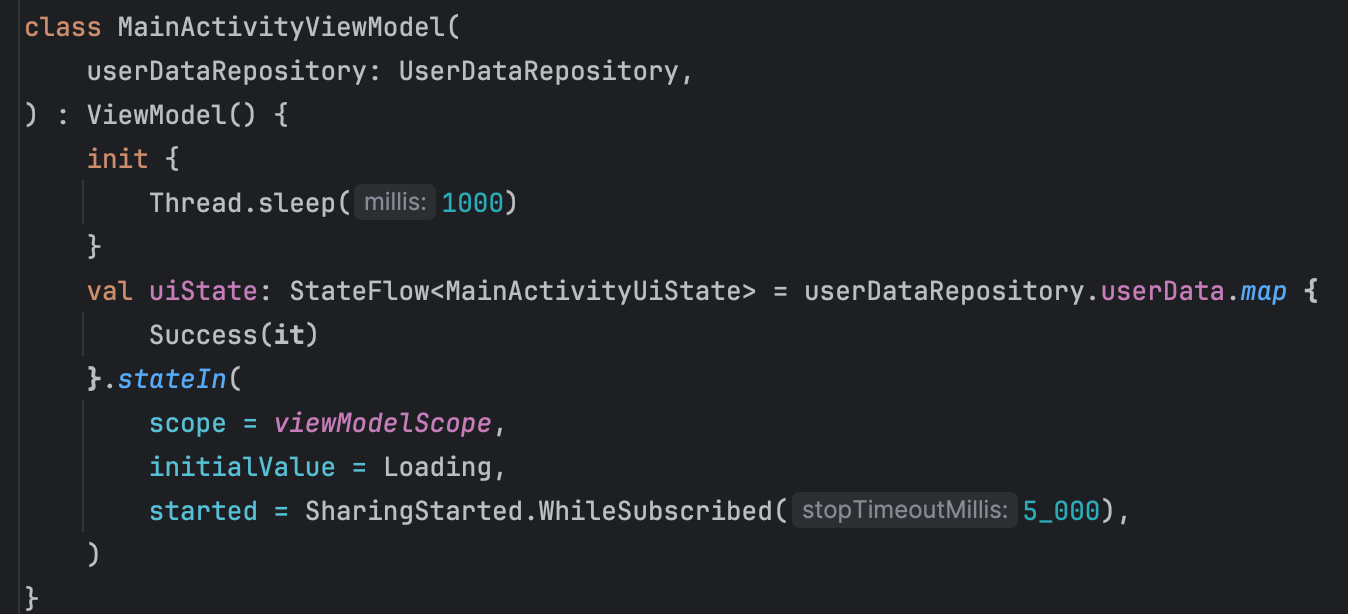 class MainActivityViewModel(
    userDataRepository: UserDataRepository,
) : ViewModel() {
    init {
        Thread.sleep( millis: 1000)
    }
    val uiState: StateFlow<MainActivityUiState> = userDataRepository.userData.map {
        Success(it)
    }.stateIn(
        scope = viewModelScope,
        initialValue = Loading,
        started = SharingStarted.WhileSubscribed( stopTimeoutMillis: 5_000),
    )
}